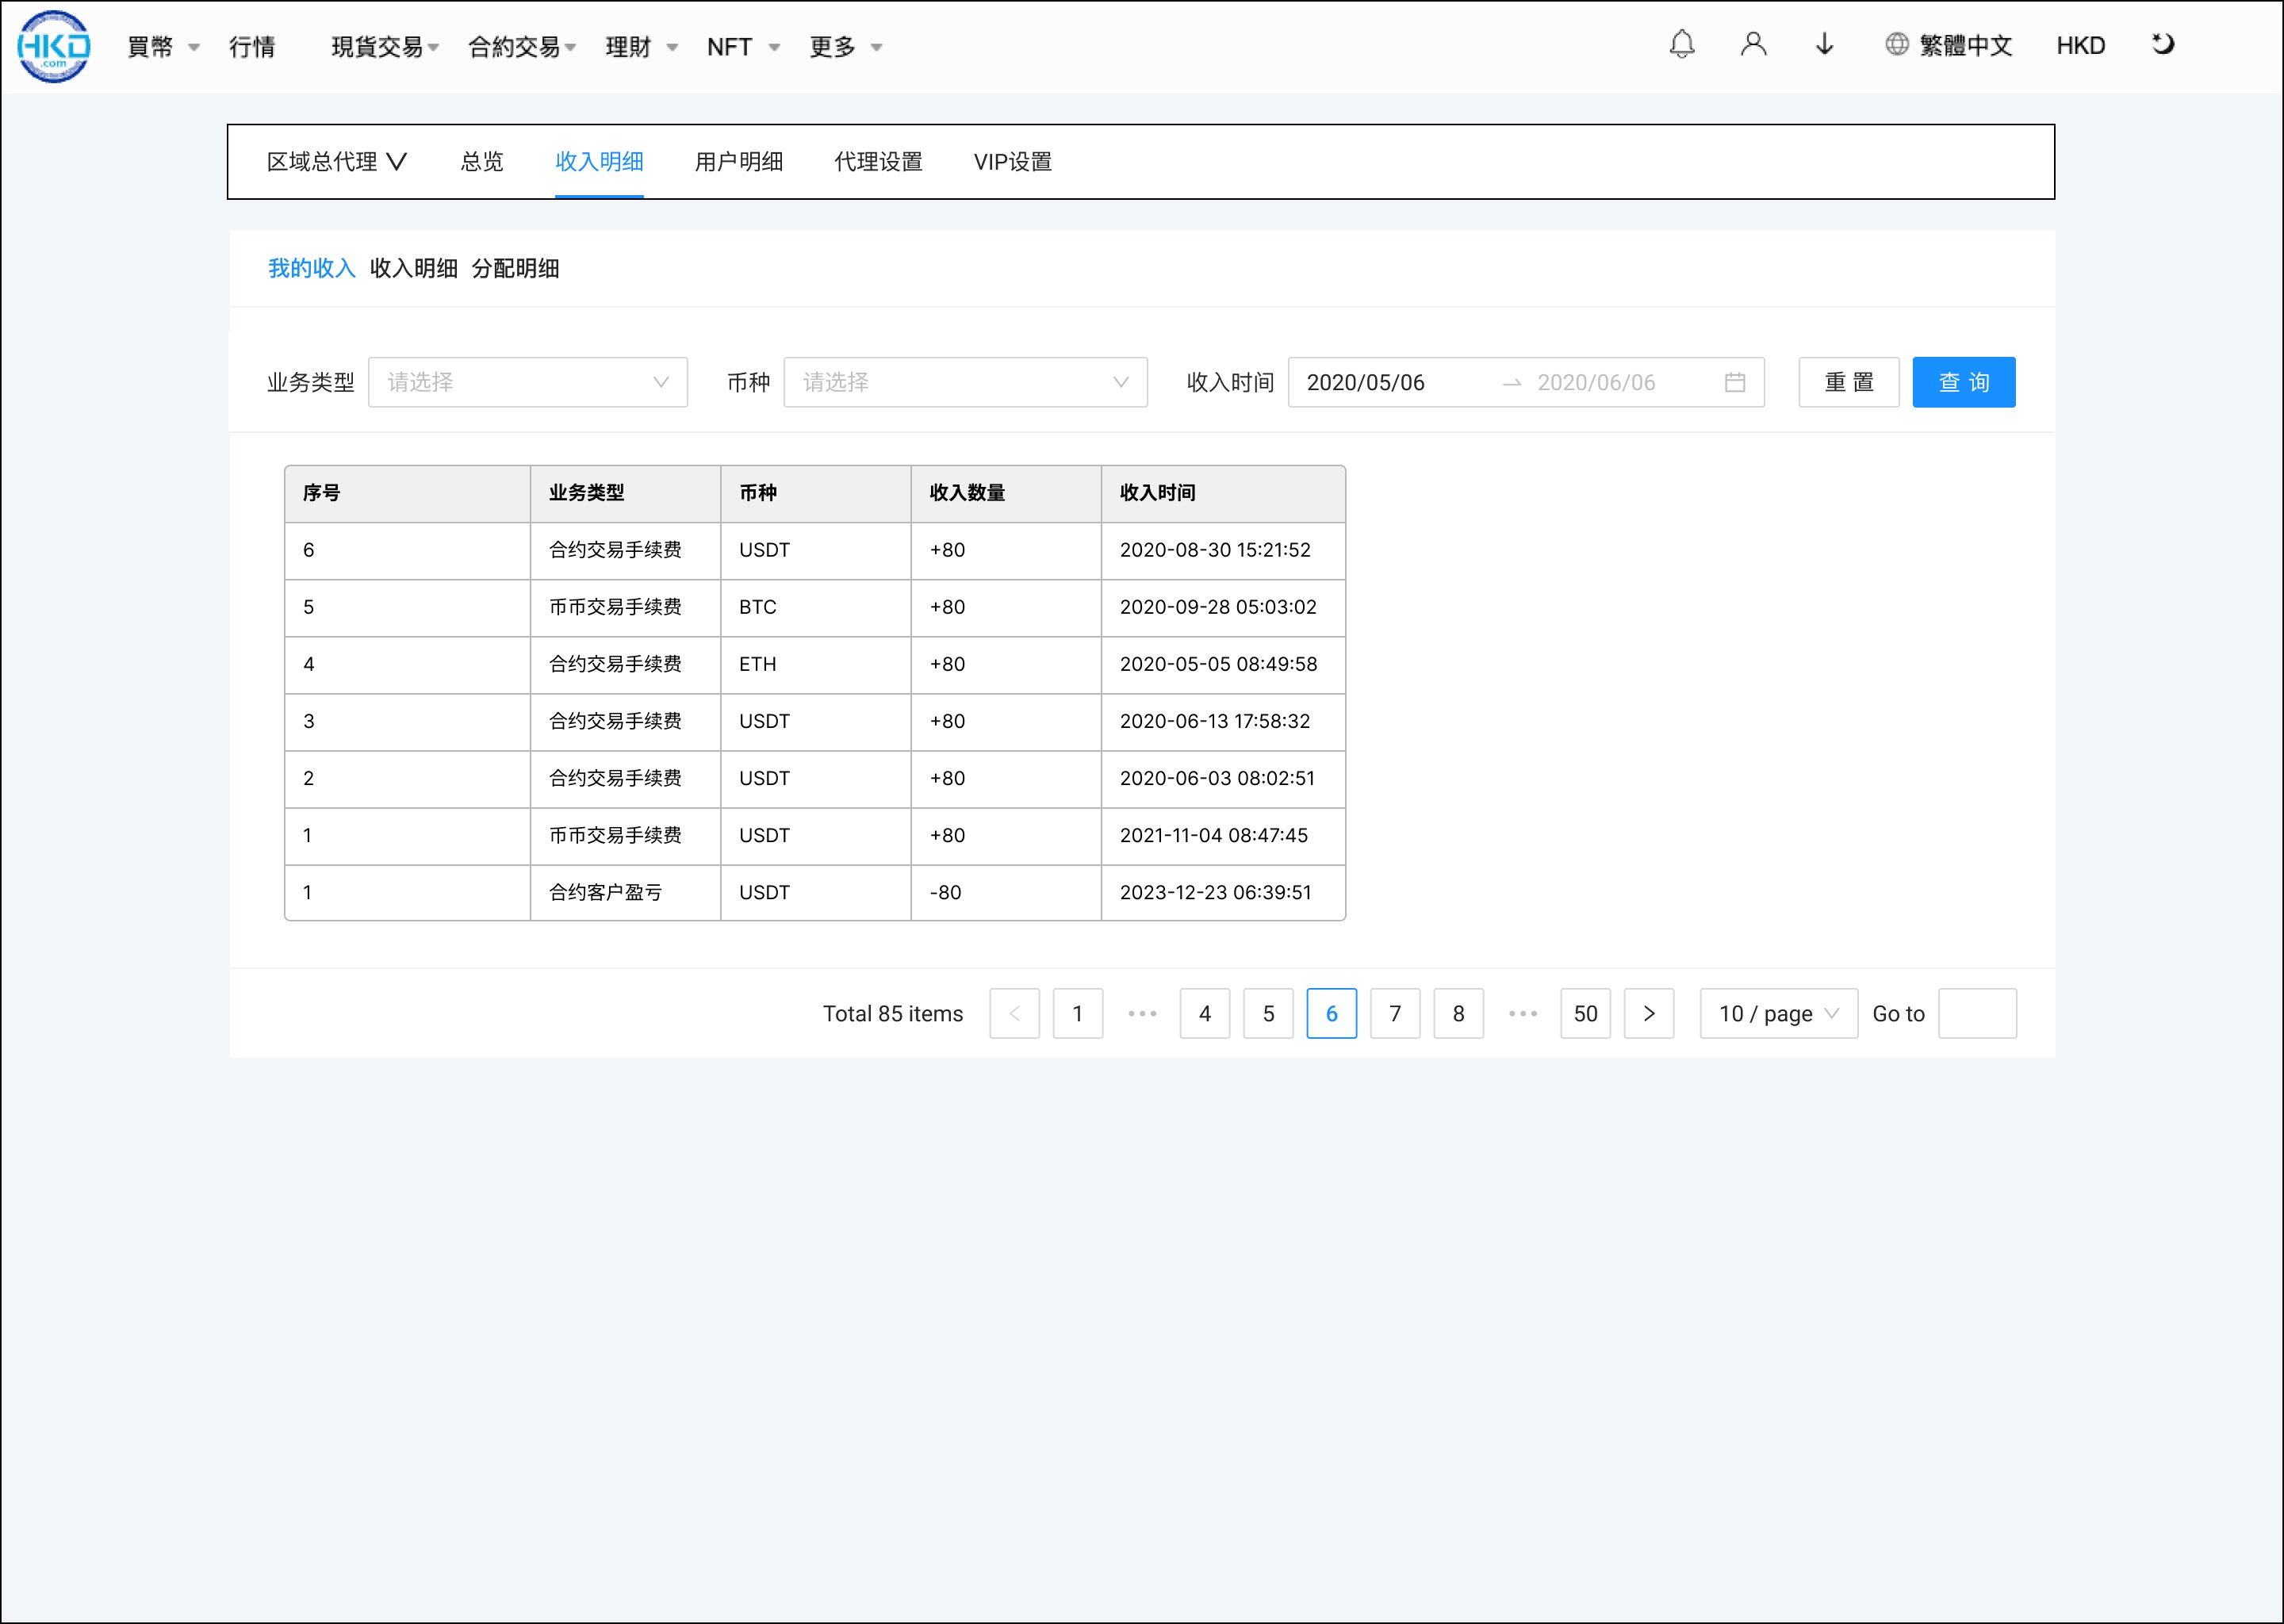 HKD
.com
買幣 行情 現貨交易 合約交易 理財 NFT 更多 繁體中文 HKD
区域总代理 总览 收入明细 用户明细 代理设置 VIP设置
我的收入 收入明细 分配明细
业务类型 请选择 币种 请选择 收入时间 2020/05/06 → 2020/06/06 重 置 查 询
序号 业务类型 币种 收入数量 收入时间
6 合约交易手续费 USDT +80 2020-08-30 15:21:52
5 币币交易手续费 BTC +80 2020-09-28 05:03:02
4 合约交易手续费 ETH +80 2020-05-05 08:49:58
3 合约交易手续费 USDT +80 2020-06-13 17:58:32
2 合约交易手续费 USDT +80 2020-06-03 08:02:51
1 币币交易手续费 USDT +80 2021-11-04 08:47:45
1 合约客户盈亏 USDT -80 2023-12-23 06:39:51
Total 85 items < 1 ••• 4 5 6 7 8 ••• 50 > 10 / page Go to